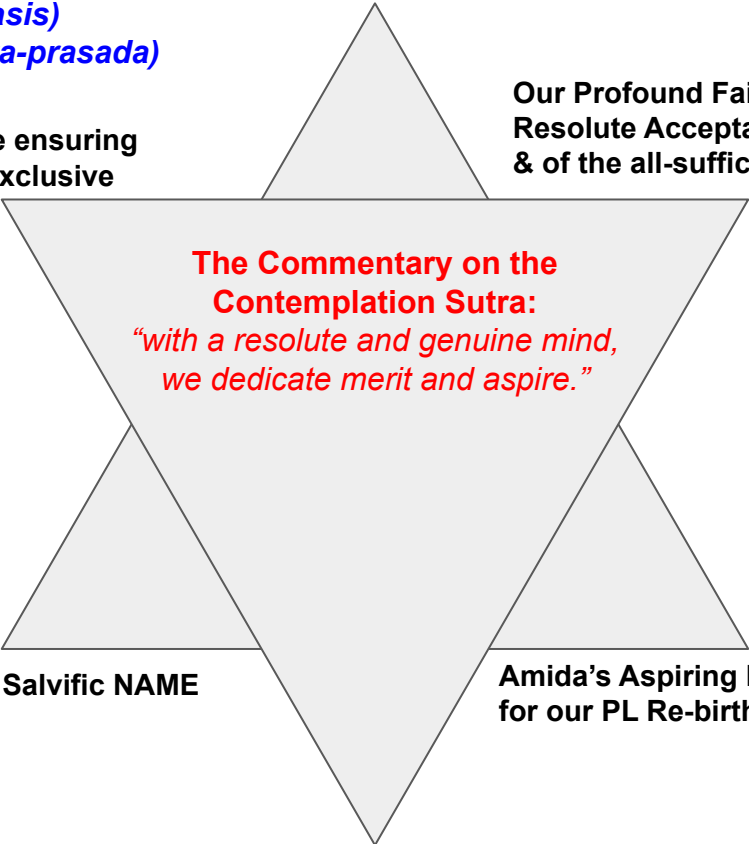 asis)
a-prasada)
e ensuring
xclusive
Our Profound Fai
Resolute Accepta
& of the all-suffic
The Commentary on the
Contemplation Sutra:
“with a resolute and genuine mind,
we dedicate merit and aspire.”
Salvific NAME
Amida’s Aspiring
for our PL Re-birth